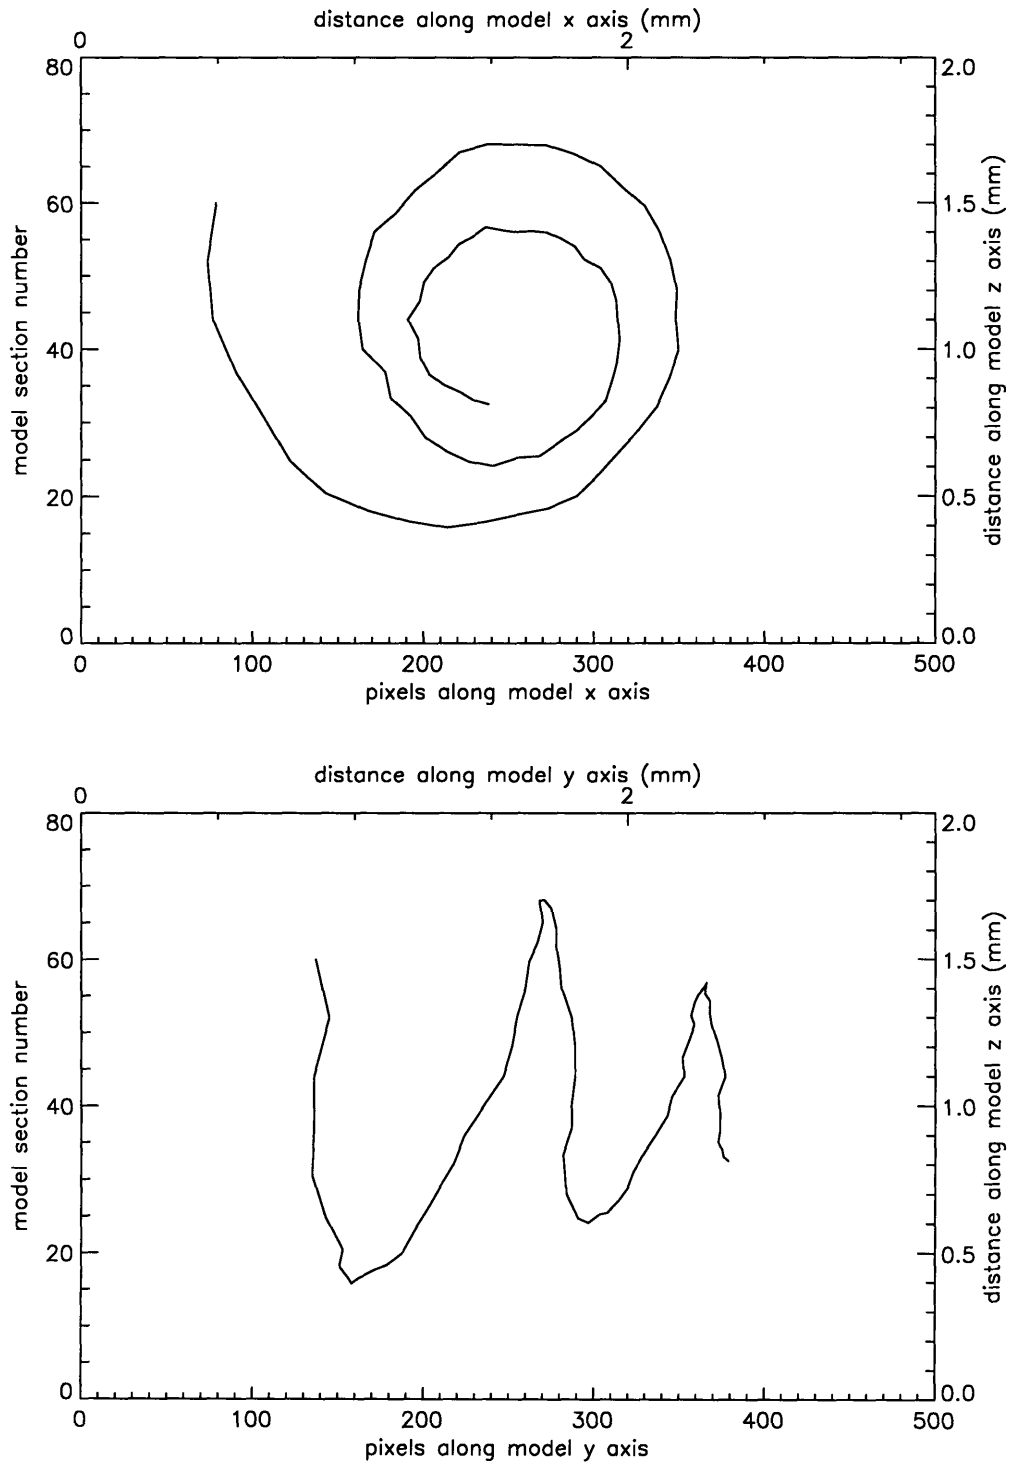 distance along model x axis (mm)
0 2
80 2.0
60 1.5
40 1.0
20 0.5
0 0.0
model section number
distance along model z axis (mm)
0 100 200 300 400 500
pixels along model x axis
distance along model y axis (mm)
0 2
80 2.0
60 1.5
40 1.0
20 0.5
0 0.0
model section number
distance along model z axis (mm)
0 100 200 300 400 500
pixels along model y axis